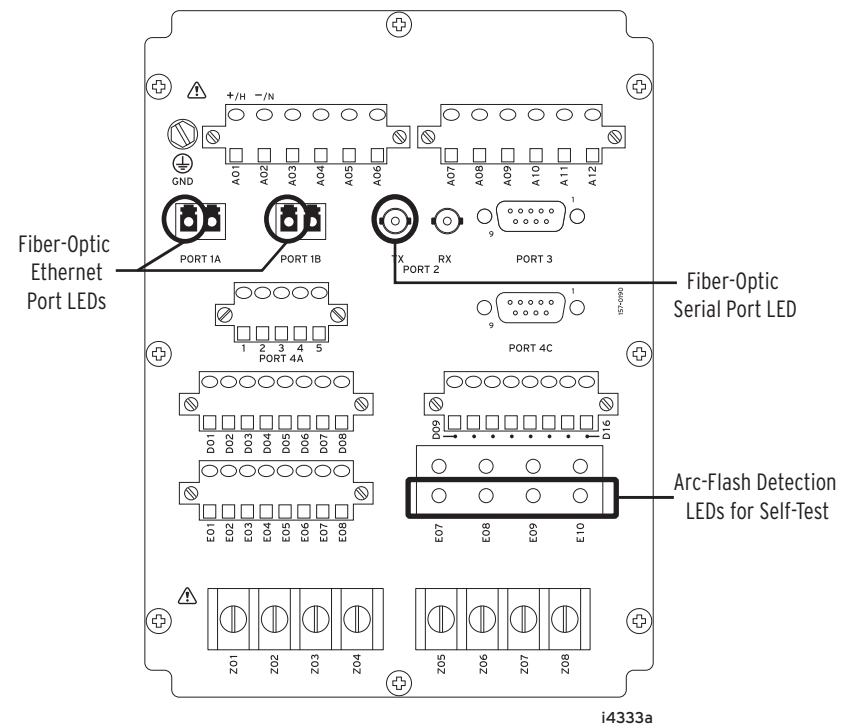 +/H −/N
GND
A01 A02 A03 A04 A05 A06
A07 A08 A09 A10 A11 A12
Fiber-Optic
Ethernet
Port LEDs
PORT 1A
PORT 1B
TX
RX
PORT 2
9
1
PORT 3
Fiber-Optic
Serial Port LED
157-0190
1 2 3 4 5
PORT 4A
9
1
PORT 4C
D01 D02 D03 D04 D05 D06 D07 D08
D09 D16
E01 E02 E03 E04 E05 E06 E07 E08
E07 E08 E09 E10
Arc-Flash Detection
LEDs for Self-Test
Z01 Z02 Z03 Z04
Z05 Z06 Z07 Z08
i4333a